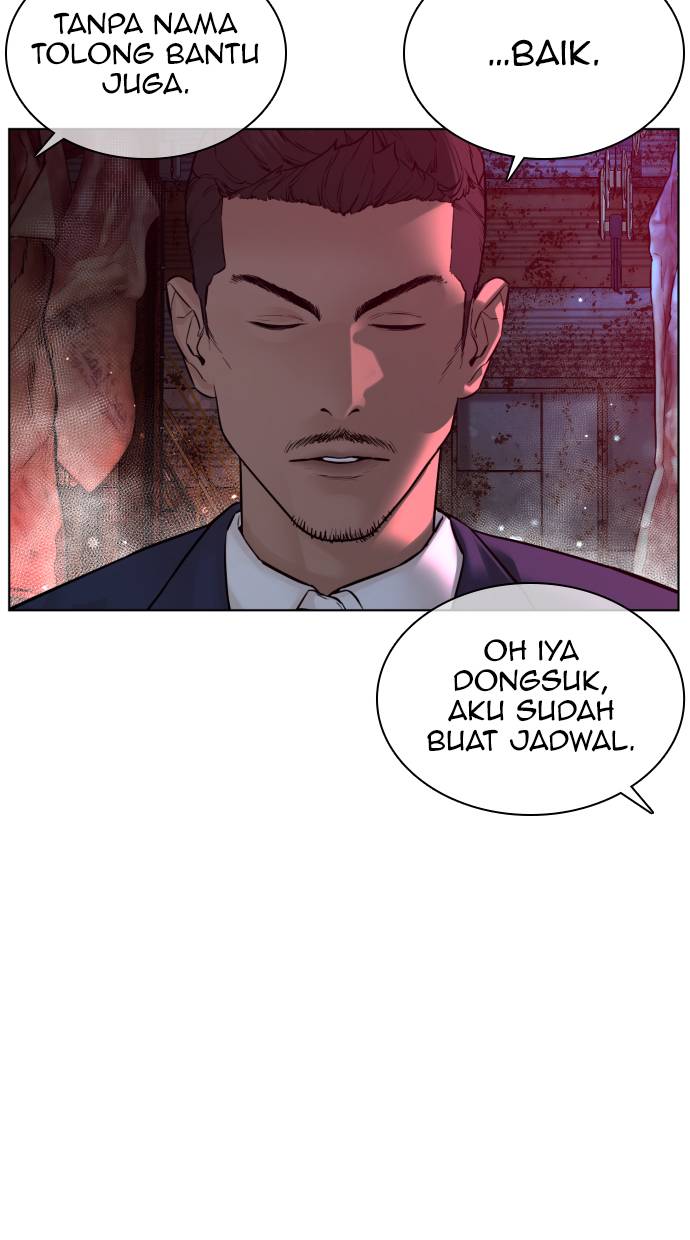 TANPA NAMA
TOLONG BANTU
JUGA.
...BAIK.
OH IYA
DONGSUK,
AKU SUDAH
BUAT JADWAL.